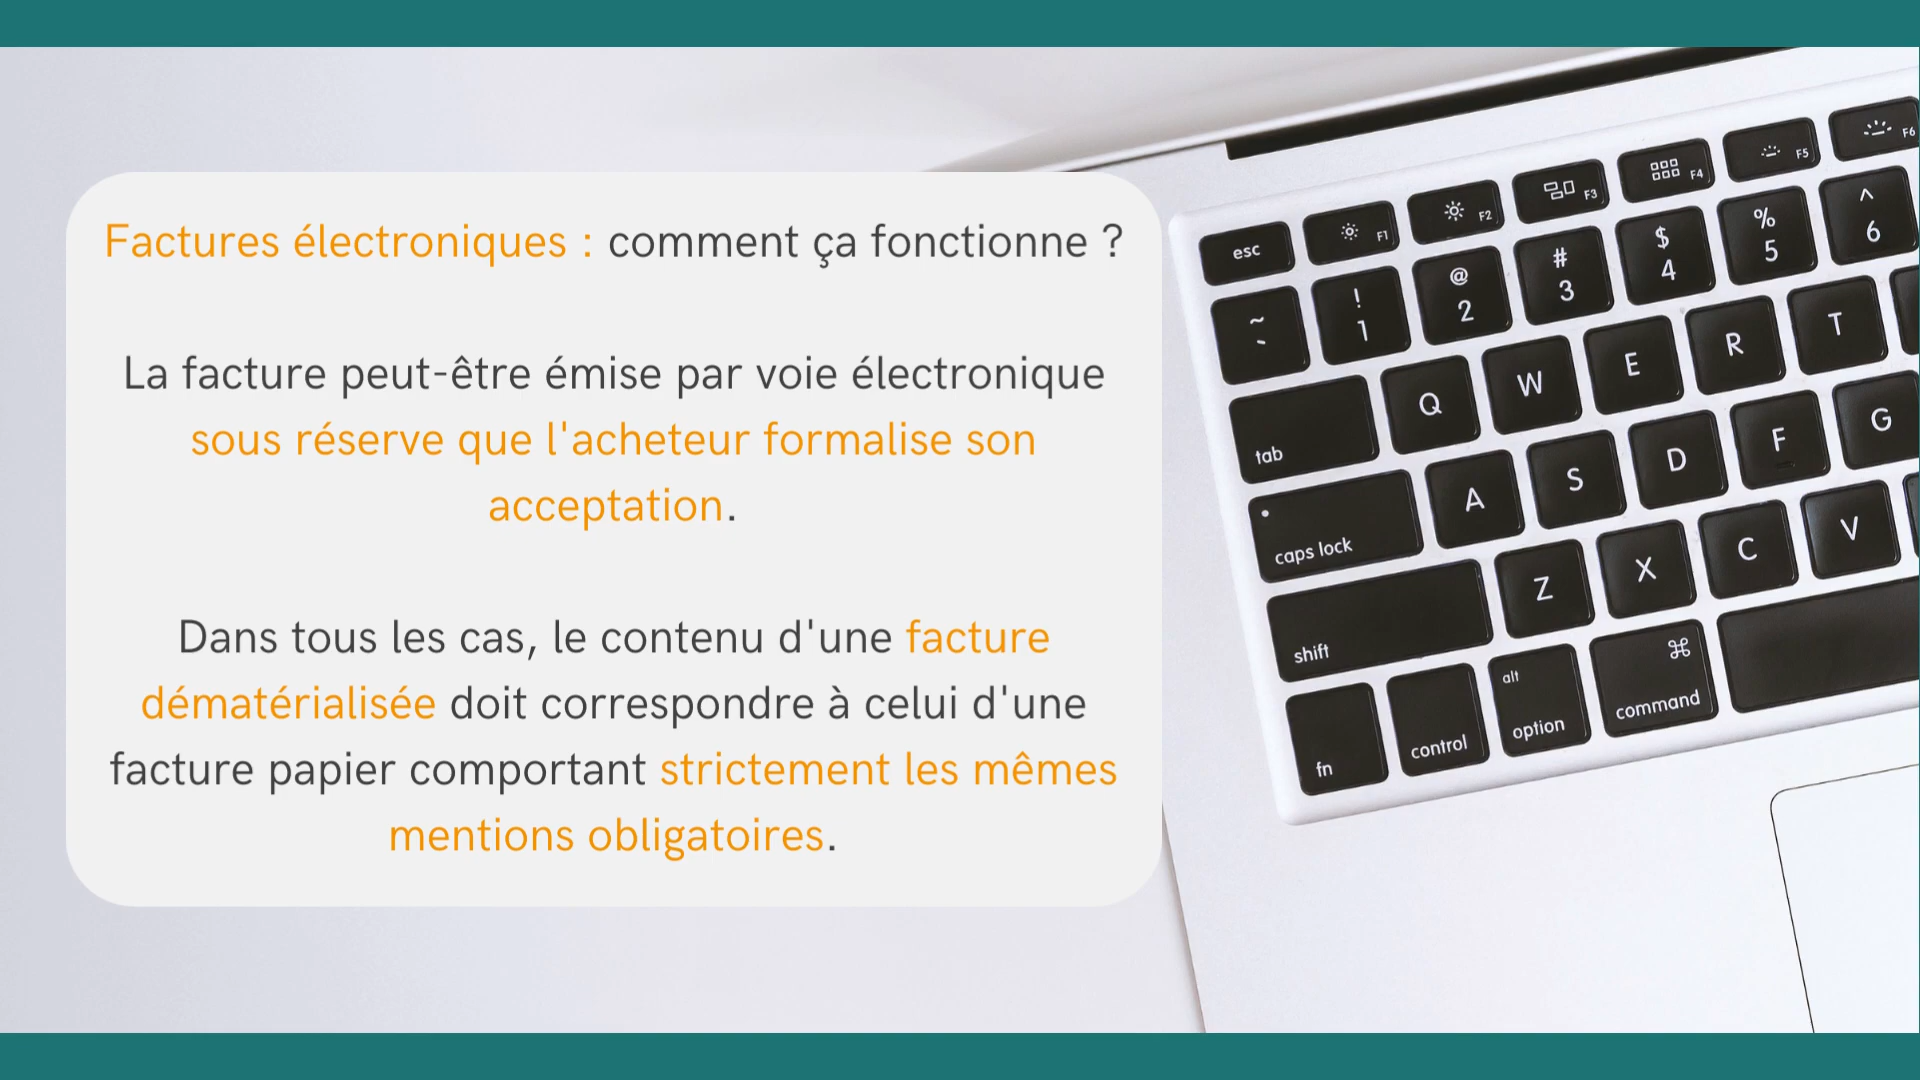 Factures électroniques : comment ça fonctionne ?
La facture peut-être émise par voie électronique
sous réserve que l'acheteur formalise son
acceptation.
Dans tous les cas, le contenu d'une facture
dématérialisée doit correspondre à celui d'une
facture papier comportant strictement les mêmes
mentions obligatoires.
esc F1 F2 F3 F4 F5 F6
~ ` ! 1 @ 2 # 3 $ 4 % 5 ^ 6
tab Q W E R T
caps lock A S D F G
shift Z X C V
fn control alt option ⌘ command